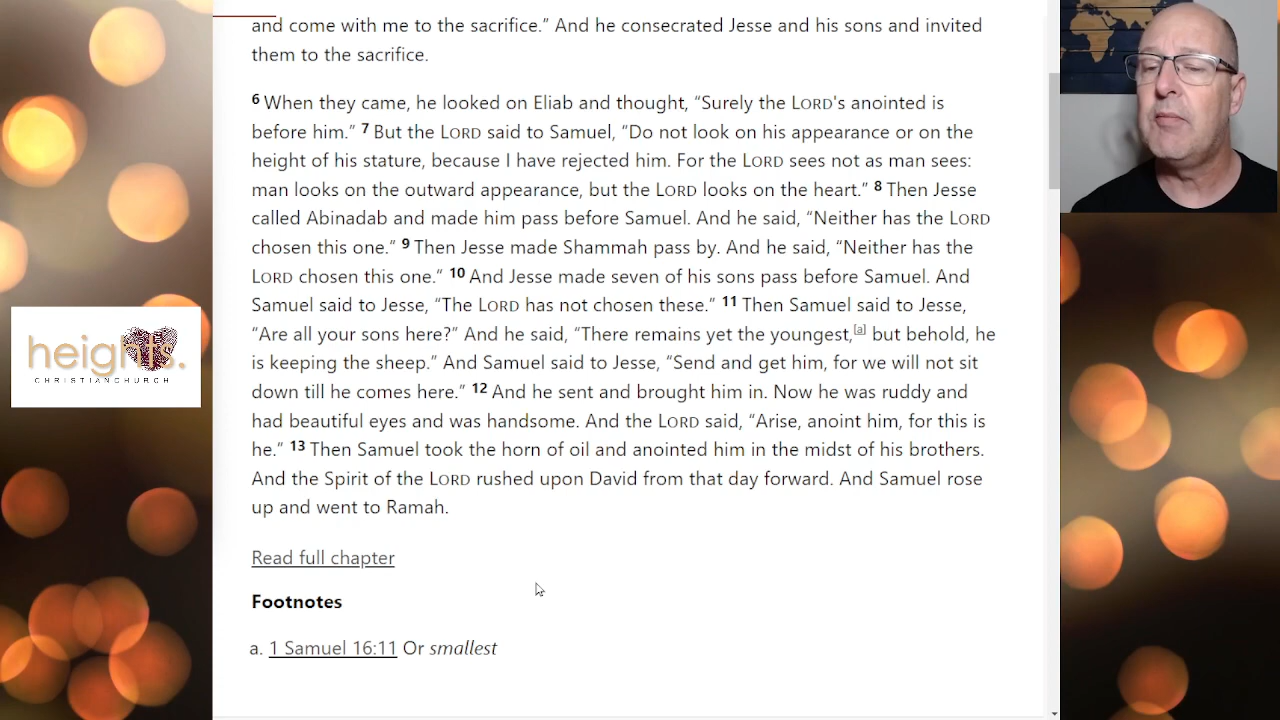 and come with me to the sacrifice.” And he consecrated Jesse and his sons and invited
them to the sacrifice.
6 When they came, he looked on Eliab and thought, “Surely the LORD's anointed is
before him.” 7 But the LORD said to Samuel, “Do not look on his appearance or on the
height of his stature, because I have rejected him. For the LORD sees not as man sees:
man looks on the outward appearance, but the LORD looks on the heart.” 8 Then Jesse
called Abinadab and made him pass before Samuel. And he said, “Neither has the LORD
chosen this one.” 9 Then Jesse made Shammah pass by. And he said, “Neither has the
LORD chosen this one.” 10 And Jesse made seven of his sons pass before Samuel. And
Samuel said to Jesse, “The LORD has not chosen these.” 11 Then Samuel said to Jesse,
“Are all your sons here?” And he said, “There remains yet the youngest,[a] but behold, he
is keeping the sheep.” And Samuel said to Jesse, “Send and get him, for we will not sit
down till he comes here.” 12 And he sent and brought him in. Now he was ruddy and
had beautiful eyes and was handsome. And the LORD said, “Arise, anoint him, for this is
he.” 13 Then Samuel took the horn of oil and anointed him in the midst of his brothers.
And the Spirit of the LORD rushed upon David from that day forward. And Samuel rose
up and went to Ramah.
Read full chapter
Footnotes
a. 1 Samuel 16:11 Or smallest
heights.
CHRISTIANCHURCH